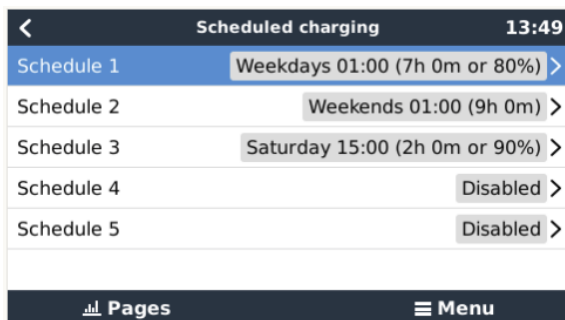 Scheduled charging 13:49
Schedule 1 Weekdays 01:00 (7h 0m or 80%)
Schedule 2 Weekends 01:00 (9h 0m)
Schedule 3 Saturday 15:00 (2h 0m or 90%)
Schedule 4 Disabled
Schedule 5 Disabled
Pages Menu